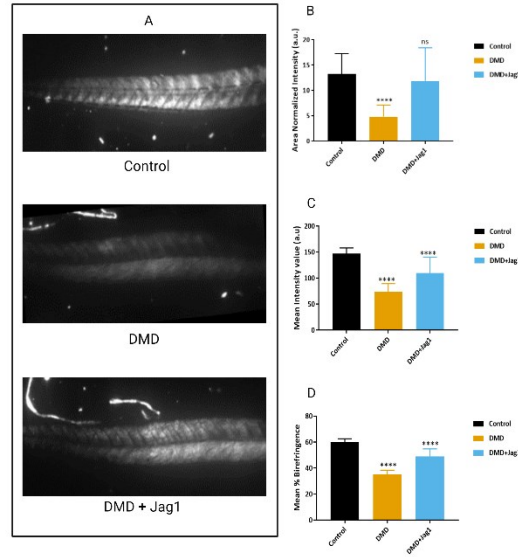 A
Control
DMD
DMD + Jag1
B
Area Normalized Intensity (a.u.)
20
15
10
5
0
****
ns
Control
DMD
DMD+Jag1
Control
DMD
DMD+Jag
C
Mean Intensity value (a.u)
200
150
100
50
0
****
****
Control
DMD
DMD+Jag1
Control
DMD
DMD+Jag
D
Mean % Birefringence
80
60
40
20
0
****
****
Control
DMD
DMD+Jag1
Control
DMD
DMD+Jag